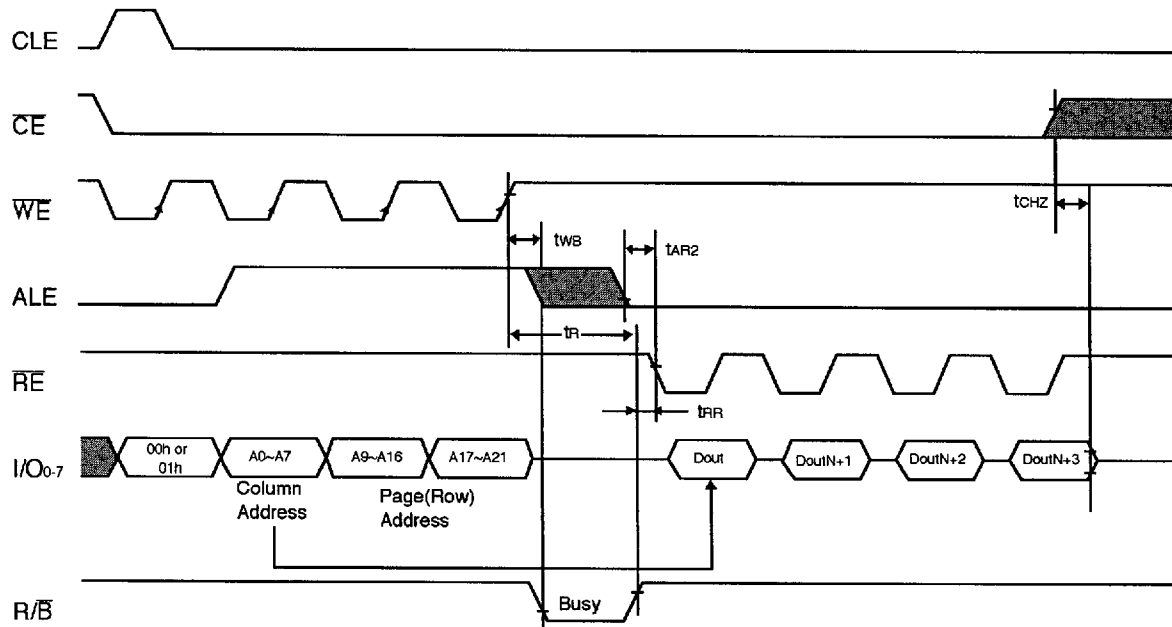 CLE
CE
WE
tCHZ
tWB
tAR2
ALE
tR
RE
tRR
I/O0-7
00h or
01h
A0~A7
A9~A16
A17~A21
Dout
DoutN+1
DoutN+2
DoutN+3
Column
Address
Page(Row)
Address
R/B
Busy